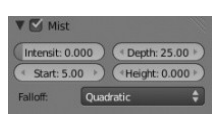 Mist
Intensit: 0.000 Depth: 25.00
Start: 5.00 Height: 0.000
Falloff: Quadratic